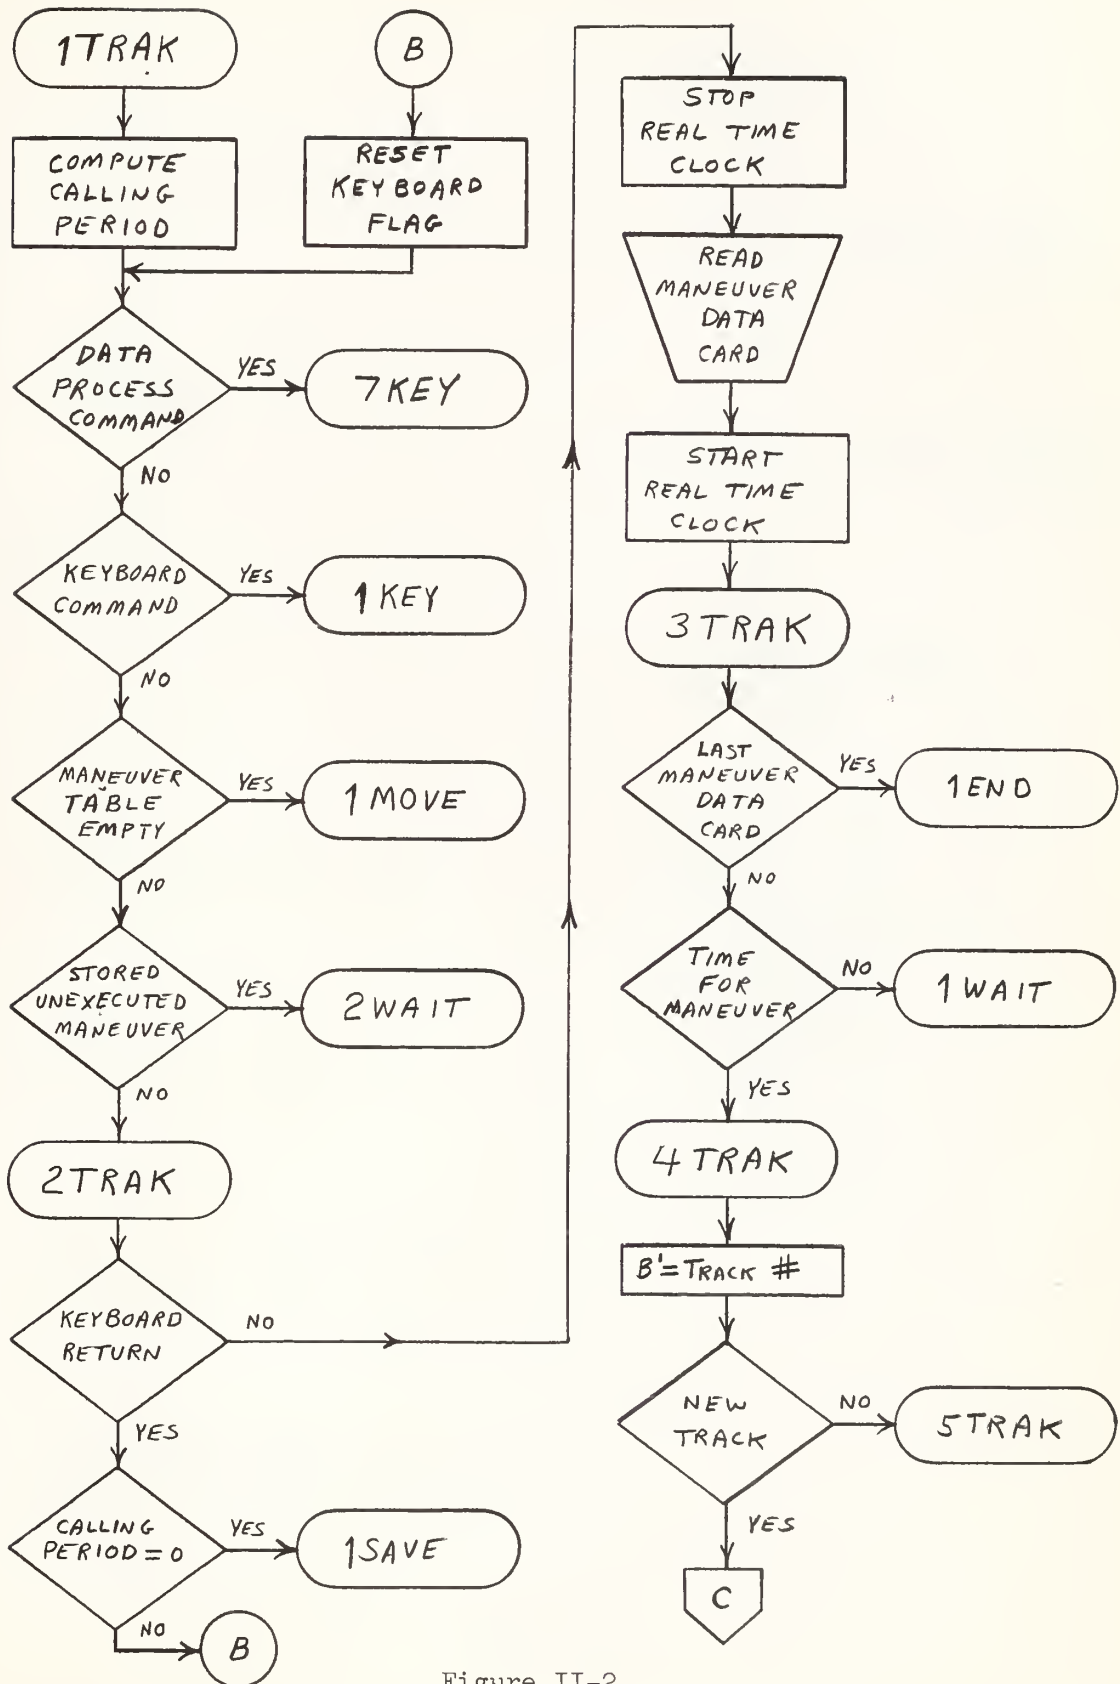 1TRAK
B
COMPUTE
CALLING
PERIOD
RESET
KEYBOARD
FLAG
DATA
PROCESS
COMMAND
YES
7KEY
NO
KEYBOARD
COMMAND
YES
1KEY
NO
MANEUVER
TABLE
EMPTY
YES
1MOVE
NO
STORED
UNEXECUTED
MANEUVER
YES
2WAIT
NO
2TRAK
KEYBOARD
RETURN
NO
YES
CALLING
PERIOD = 0
YES
1SAVE
NO
B
STOP
REAL TIME
CLOCK
READ
MANEUVER
DATA
CARD
START
REAL TIME
CLOCK
3TRAK
LAST
MANEUVER
DATA
CARD
YES
1END
NO
TIME
FOR
MANEUVER
NO
1WAIT
YES
4TRAK
B'=TRACK #
NEW
TRACK
NO
5TRAK
YES
C
Figure II-2